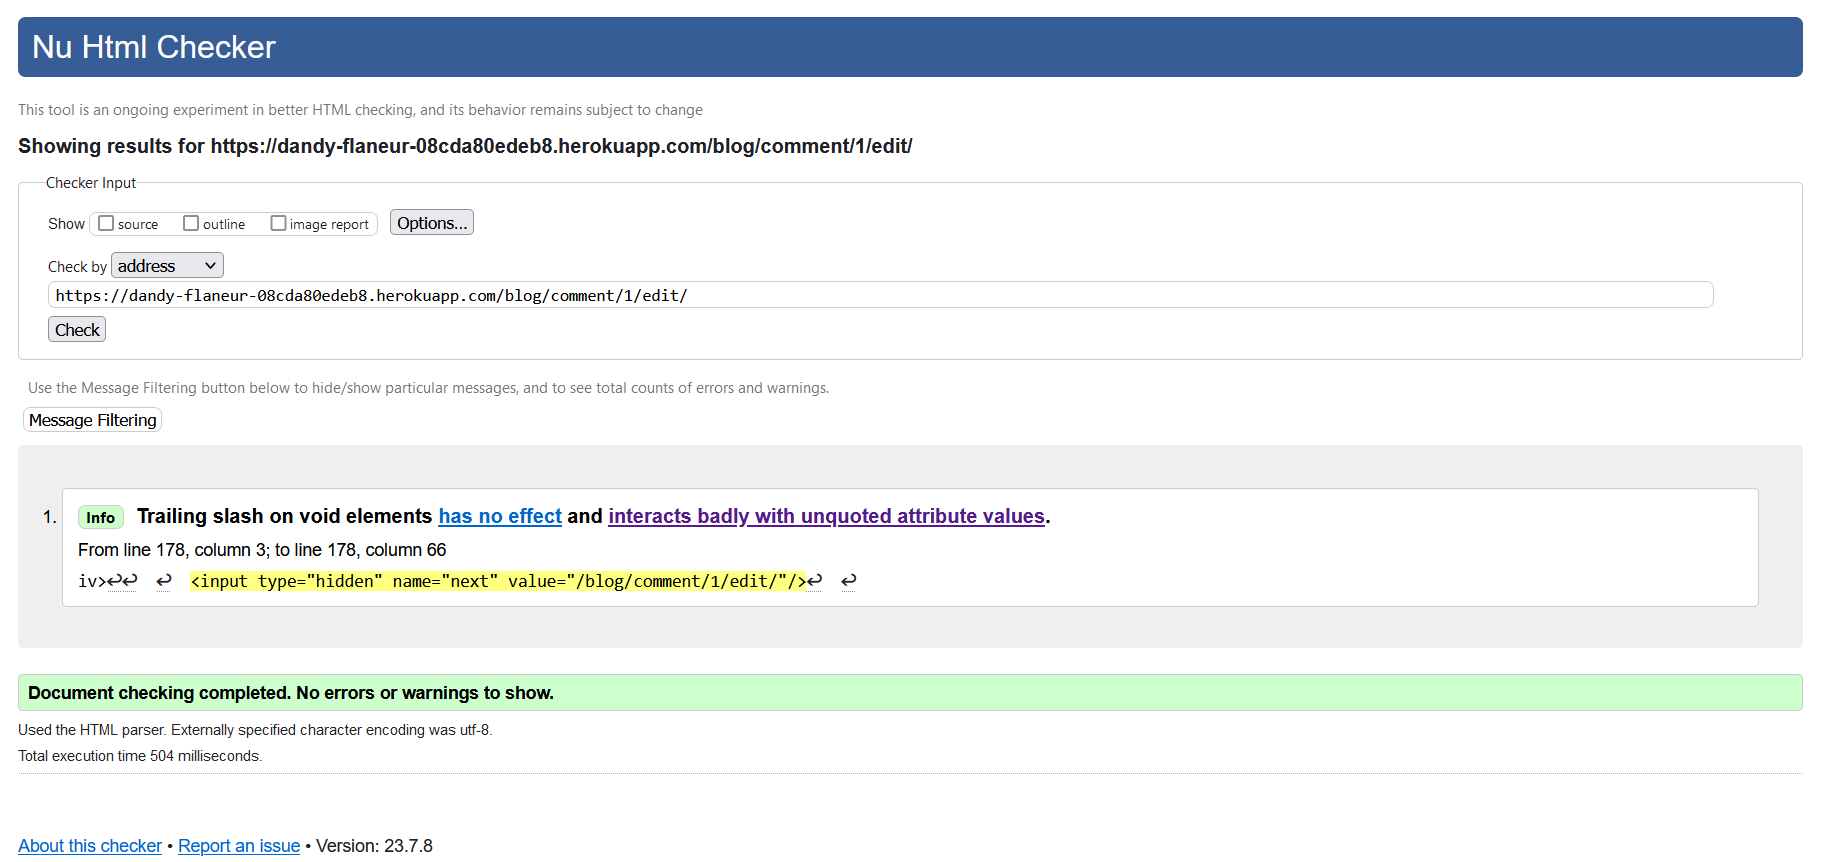 Nu Html Checker
This tool is an ongoing experiment in better HTML checking, and its behavior remains subject to change
Showing results for https://dandy-flaneur-08cda80edeb8.herokuapp.com/blog/comment/1/edit/
Checker Input
Show source outline image report Options...
Check by address
https://dandy-flaneur-08cda80edeb8.herokuapp.com/blog/comment/1/edit/
Check
Use the Message Filtering button below to hide/show particular messages, and to see total counts of errors and warnings.
Message Filtering
1. Info Trailing slash on void elements has no effect and interacts badly with unquoted attribute values.
From line 178, column 3; to line 178, column 66
iv>↩↩ ↩ <input type="hidden" name="next" value="/blog/comment/1/edit/"/>↩ ↩
Document checking completed. No errors or warnings to show.
Used the HTML parser. Externally specified character encoding was utf-8.
Total execution time 504 milliseconds.
About this checker • Report an issue • Version: 23.7.8